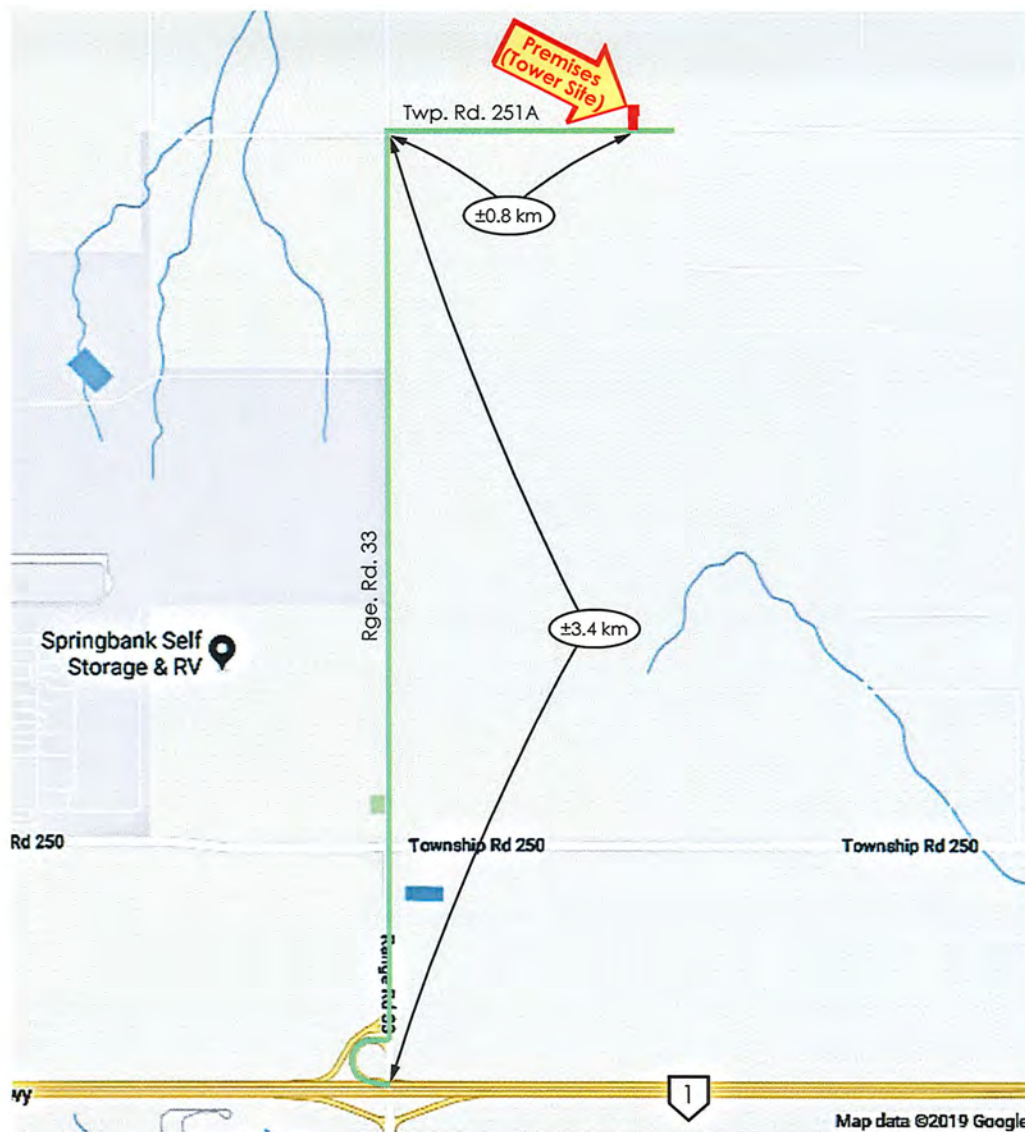 Premises
(Tower Site)
Twp. Rd. 251A
±0.8 km
Rge. Rd. 33
±3.4 km
Springbank Self
Storage & RV
Rd 250
Township Rd 250
Township Rd 250
Range Rd 33
1
wy
Map data ©2019 Google